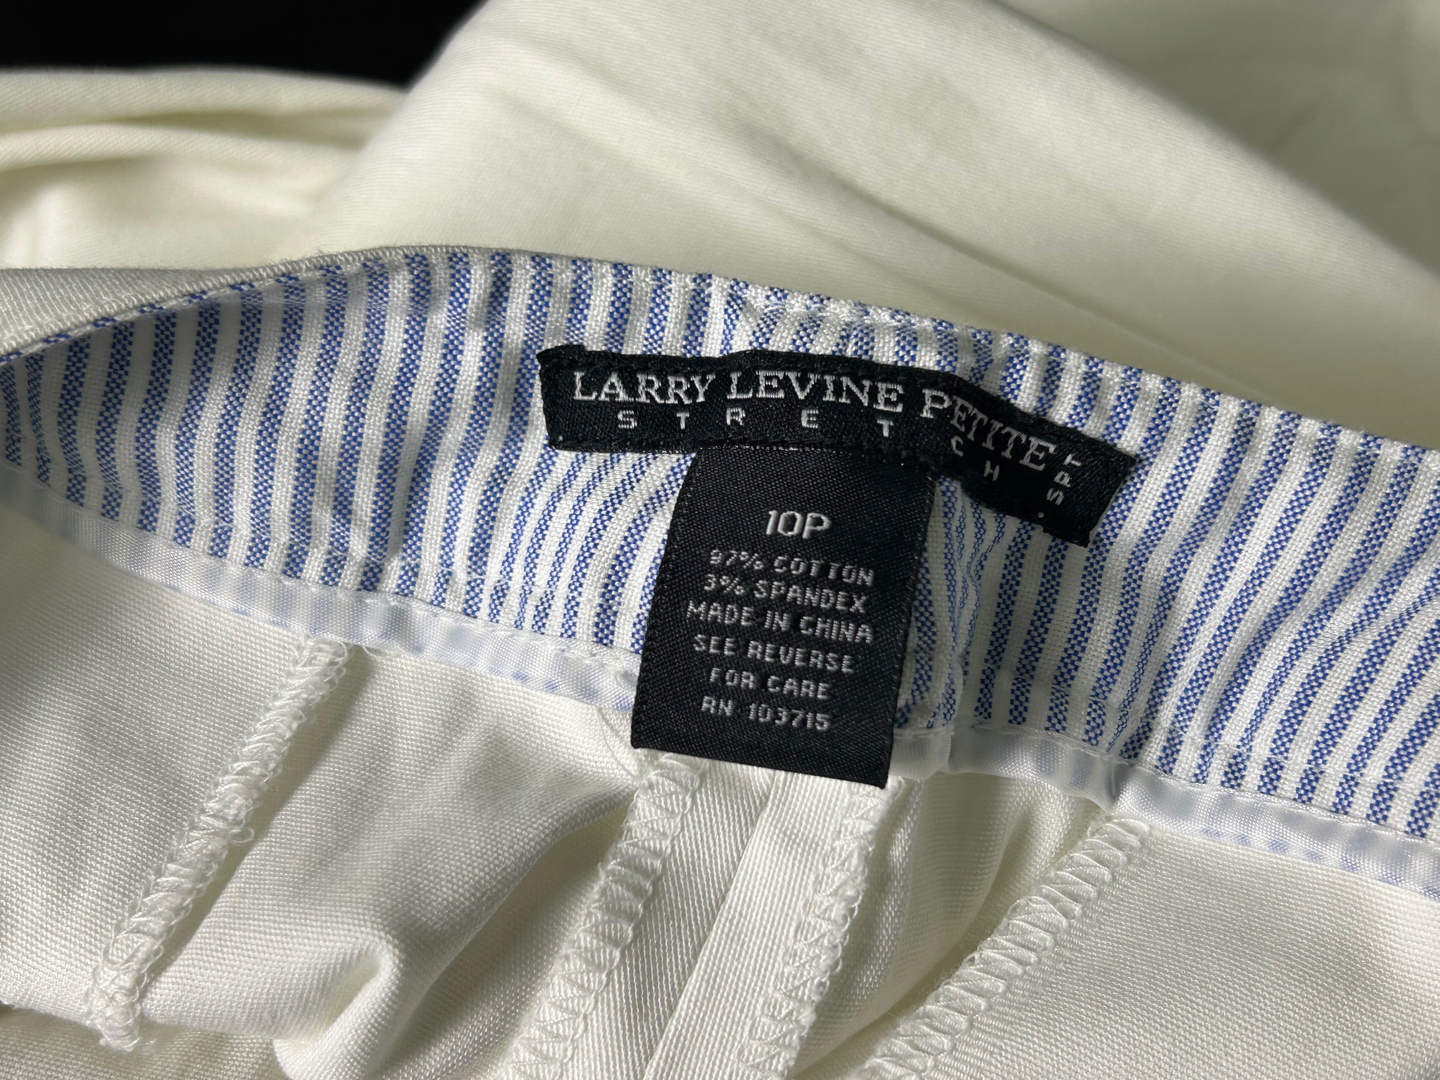 LARRY LEVINE PETITE
STRETCH
SPT
10P
97% COTTON
3% SPANDEX
MADE IN CHINA
SEE REVERSE
FOR CARE
RN 103715